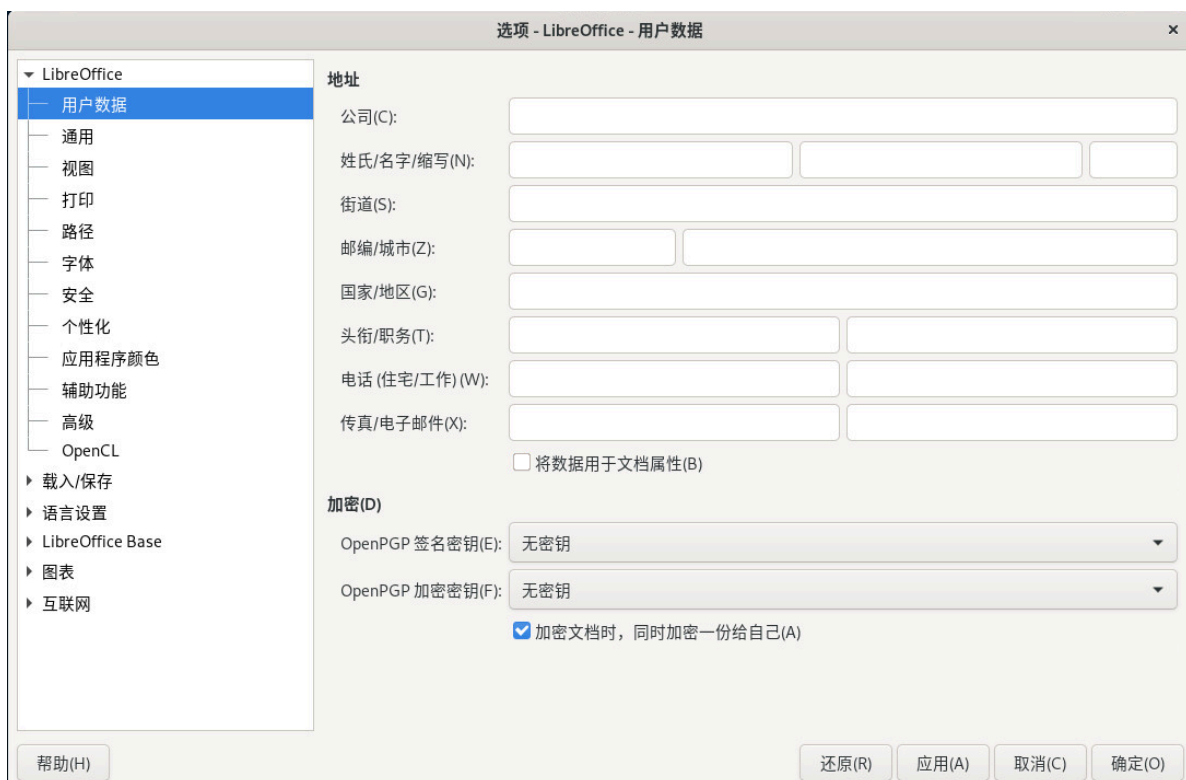 选项 - LibreOffice - 用户数据
×
LibreOffice
用户数据
通用
视图
打印
路径
字体
安全
个性化
应用程序颜色
辅助功能
高级
OpenCL
载入/保存
语言设置
LibreOffice Base
图表
互联网
地址
公司(C):
姓氏/名字/缩写(N):
街道(S):
邮编/城市(Z):
国家/地区(G):
头衔/职务(T):
电话 (住宅/工作) (W):
传真/电子邮件(X):
将数据用于文档属性(B)
加密(D)
OpenPGP 签名密钥(E): 无密钥
OpenPGP 加密密钥(F): 无密钥
加密文档时，同时加密一份给自己(A)
帮助(H) 还原(R) 应用(A) 取消(C) 确定(O)